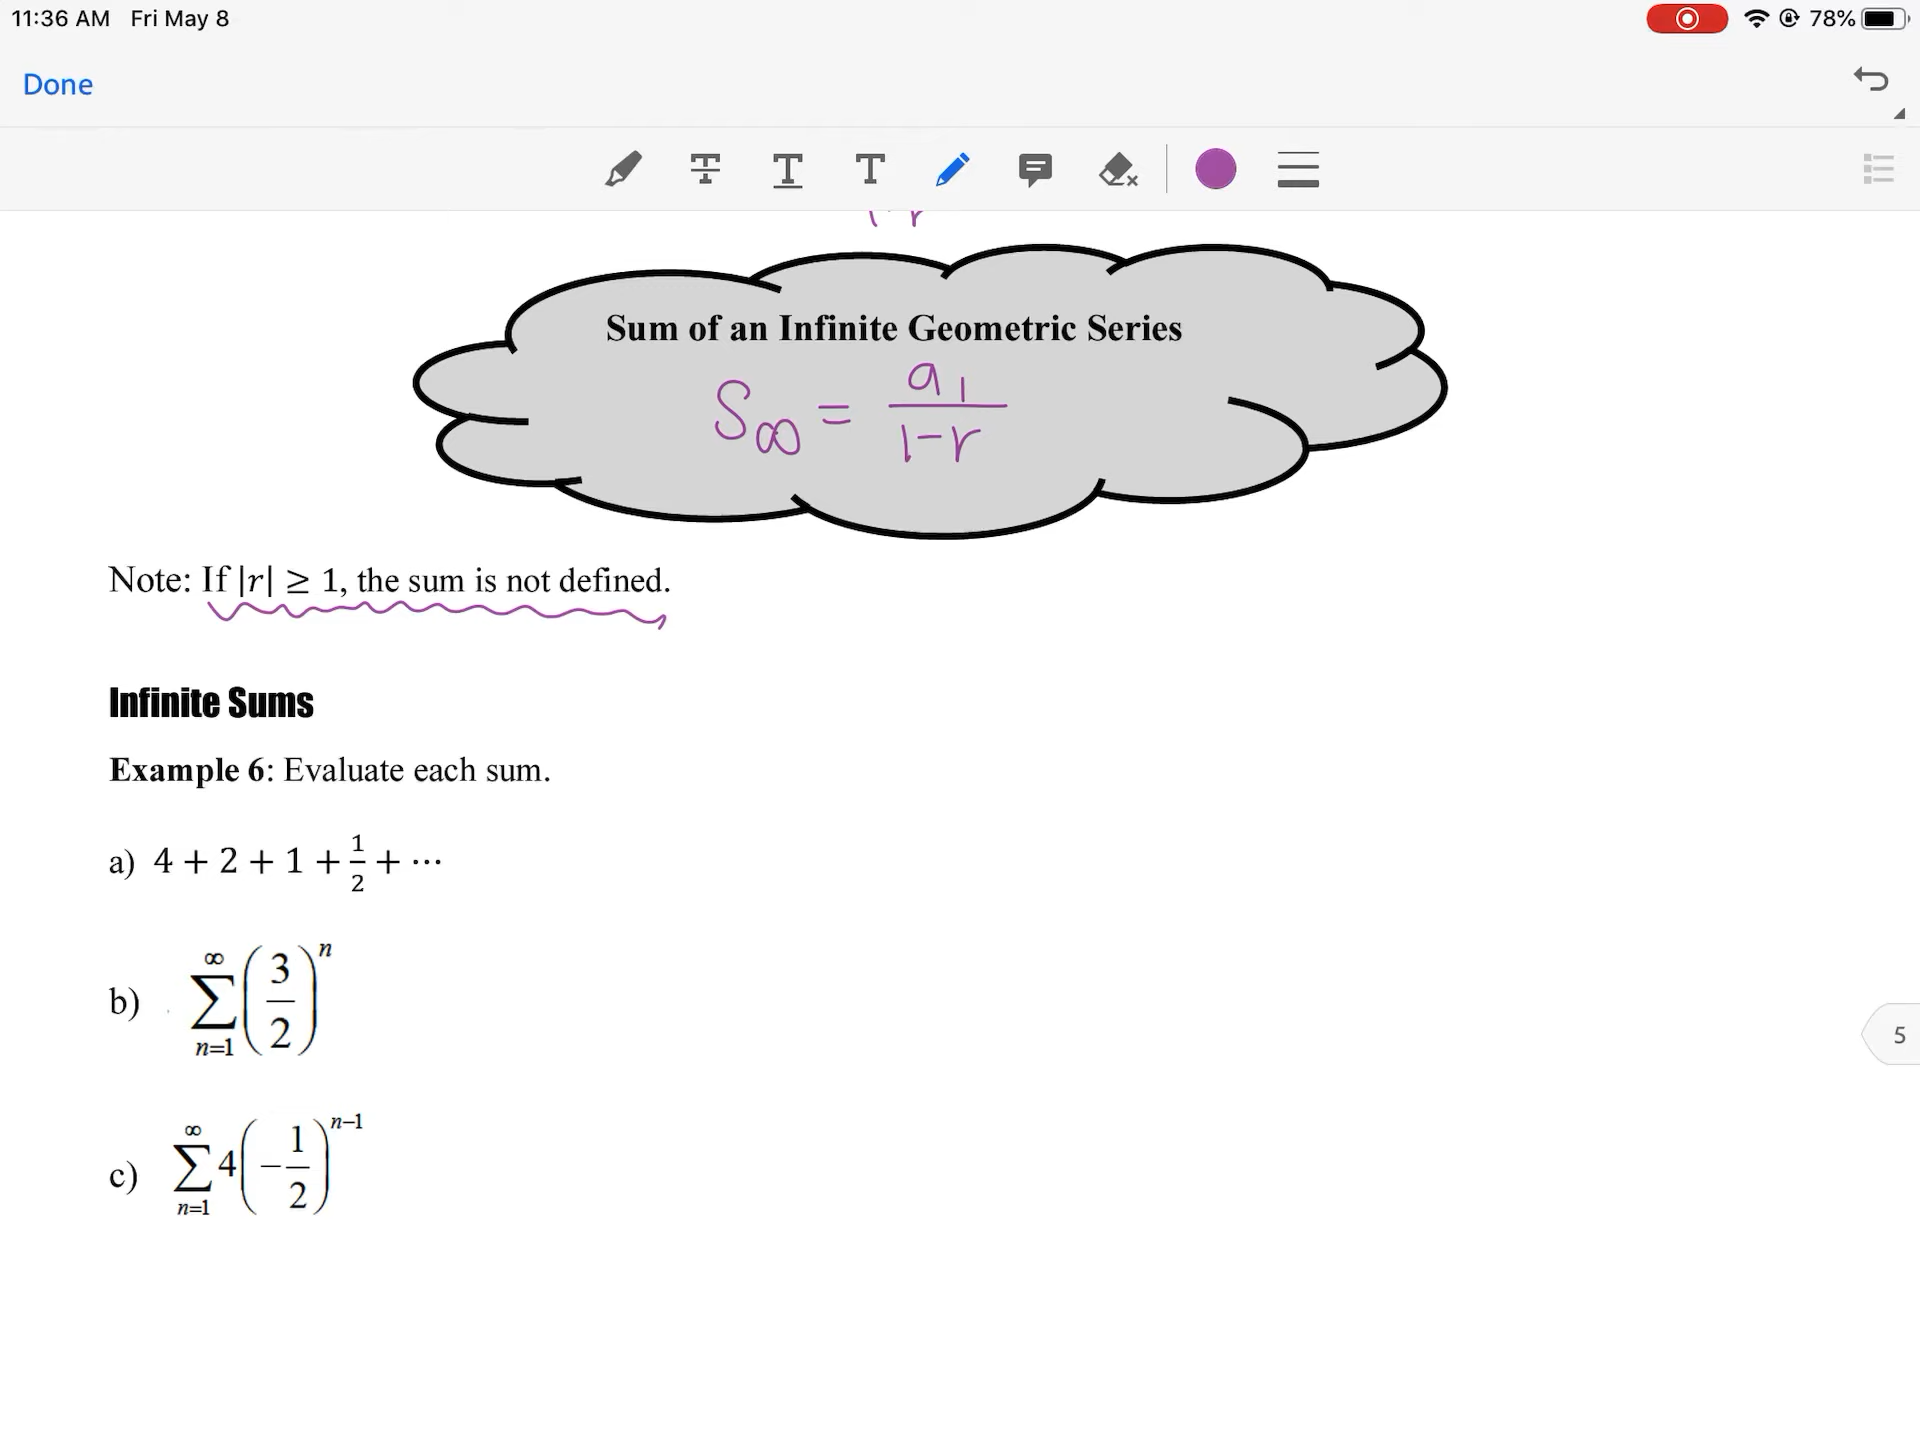 11:36 AM Fri May 8
78%
Done
1-r
Sum of an Infinite Geometric Series
S∞ = a₁/(1-r)
Note: If |r| ≥ 1, the sum is not defined.
Infinite Sums
Example 6: Evaluate each sum.
a) 4 + 2 + 1 + 1/2 + ⋯
b) ∑_{n=1}^{∞} (3/2)^n
5
c) ∑_{n=1}^{∞} 4(-1/2)^{n-1}